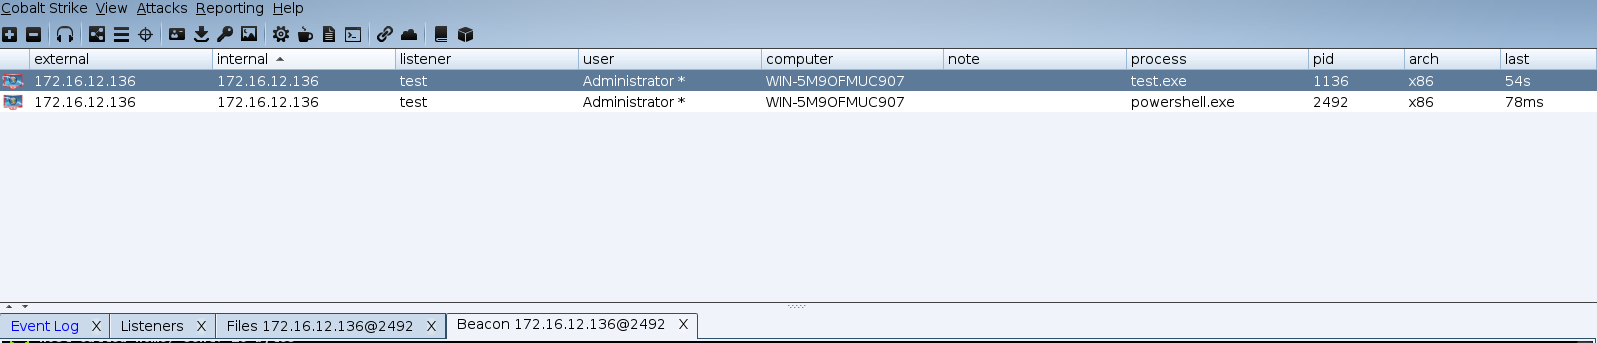 Cobalt Strike View Attacks Reporting Help
external internal listener user computer note process pid arch last
172.16.12.136 172.16.12.136 test Administrator * WIN-5M9OFMUC907 test.exe 1136 x86 54s
172.16.12.136 172.16.12.136 test Administrator * WIN-5M9OFMUC907 powershell.exe 2492 x86 78ms
Event Log X Listeners X Files 172.16.12.136@2492 X Beacon 172.16.12.136@2492 X